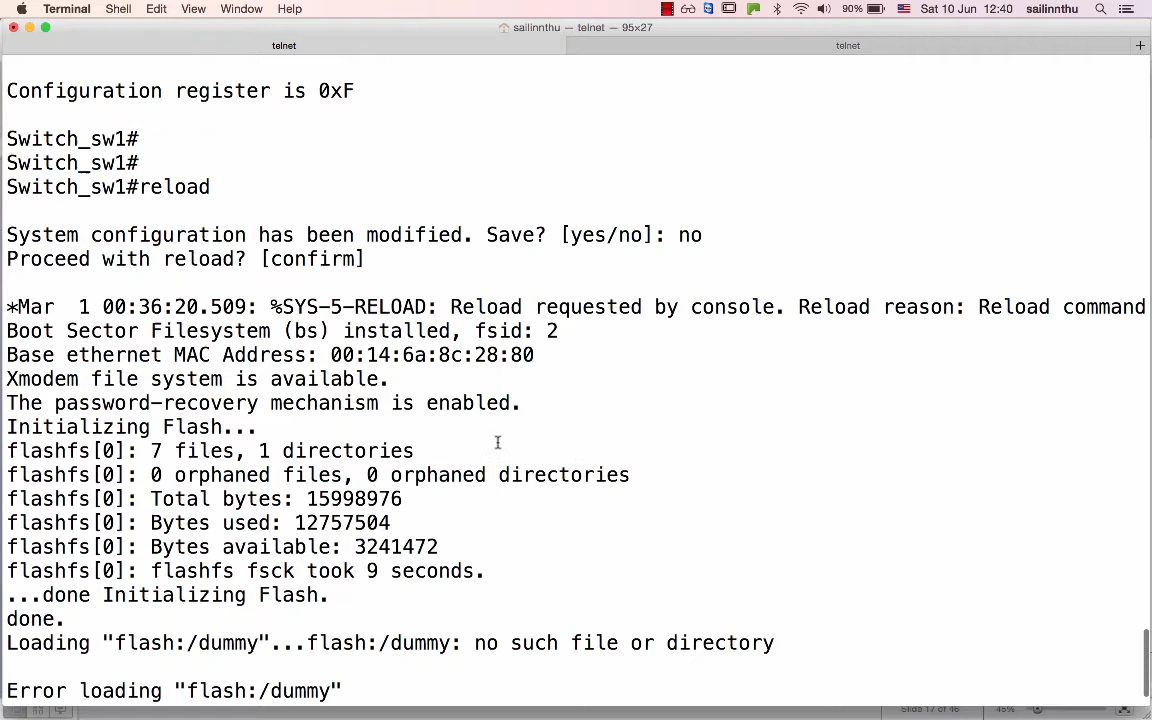 Terminal Shell Edit View Window Help 90% Sat 10 Jun 12:40 sailinnthu
sailinnthu — telnet — 95x27
telnet telnet
Configuration register is 0xF
Switch_sw1#
Switch_sw1#
Switch_sw1#reload
System configuration has been modified. Save? [yes/no]: no
Proceed with reload? [confirm]
*Mar  1 00:36:20.509: %SYS-5-RELOAD: Reload requested by console. Reload reason: Reload command
Boot Sector Filesystem (bs) installed, fsid: 2
Base ethernet MAC Address: 00:14:6a:8c:28:80
Xmodem file system is available.
The password-recovery mechanism is enabled.
Initializing Flash...
flashfs[0]: 7 files, 1 directories
flashfs[0]: 0 orphaned files, 0 orphaned directories
flashfs[0]: Total bytes: 15998976
flashfs[0]: Bytes used: 12757504
flashfs[0]: Bytes available: 3241472
flashfs[0]: flashfs fsck took 9 seconds.
...done Initializing Flash.
done.
Loading "flash:/dummy"...flash:/dummy: no such file or directory
Error loading "flash:/dummy"
Slide 17 of 46 45%